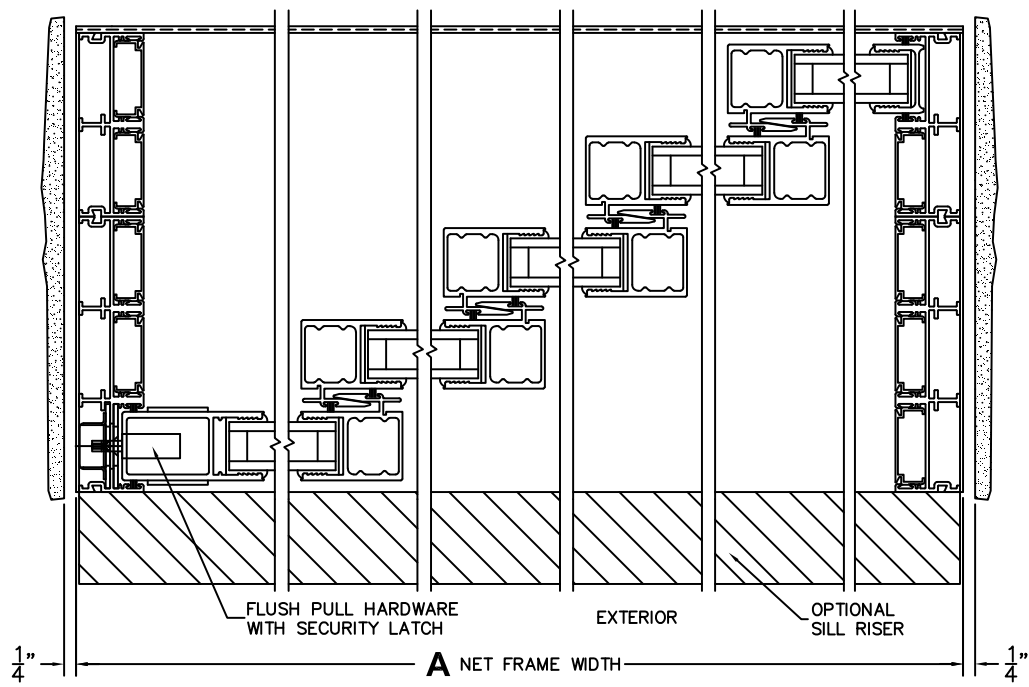 FLUSH PULL HARDWARE
WITH SECURITY LATCH
EXTERIOR
OPTIONAL
SILL RISER
1/4"
A NET FRAME WIDTH
1/4"